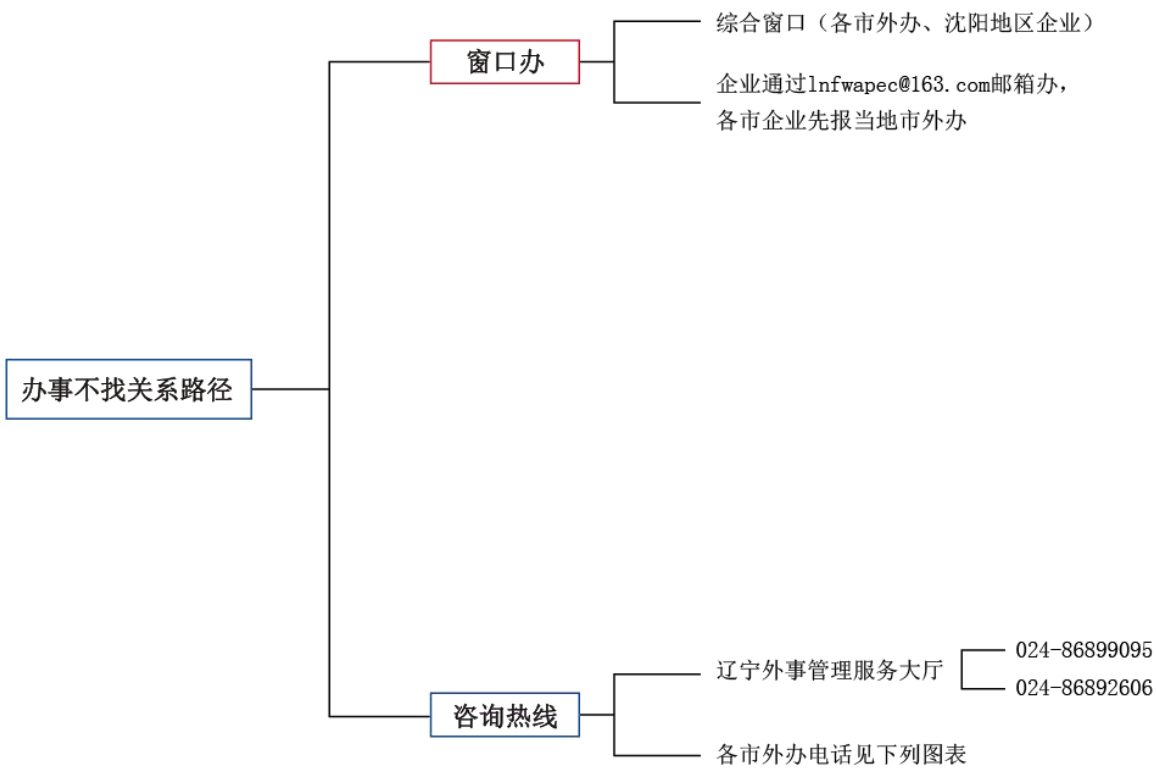 综合窗口（各市外办、沈阳地区企业）
窗口办
企业通过lnfwapec@163.com邮箱办，
各市企业先报当地市外办
办事不找关系路径
024-86899095
辽宁外事管理服务大厅
024-86892606
咨询热线
各市外办电话见下列图表